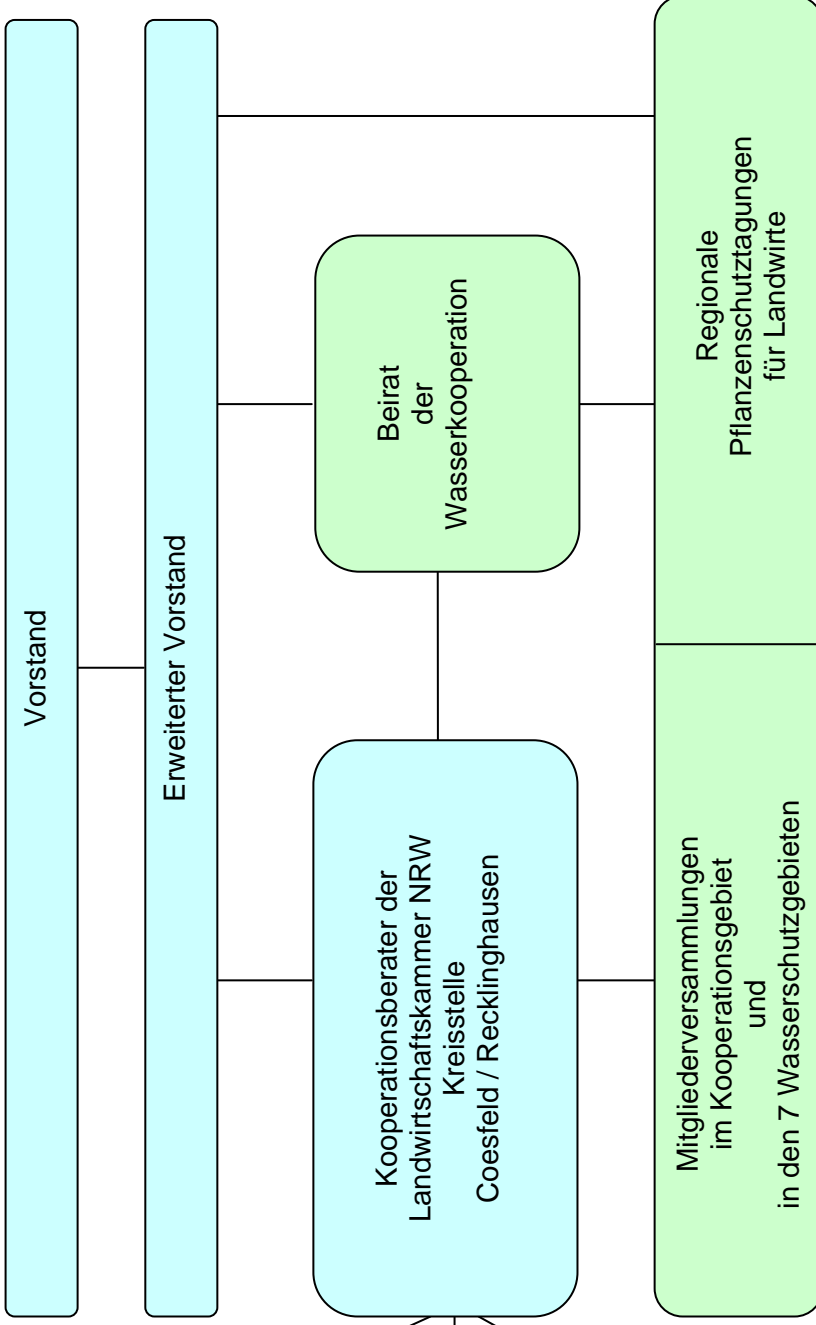 Vorstand
Erweiterter Vorstand
Kooperationsberater der
Landwirtschaftskammer NRW
Kreisstelle
Coesfeld / Recklinghausen
Beirat
der
Wasserkooperation
Mitgliederversammlungen
im Kooperationsgebiet
und
in den 7 Wasserschutzgebieten
Regionale
Pflanzenschutztagungen
für Landwirte